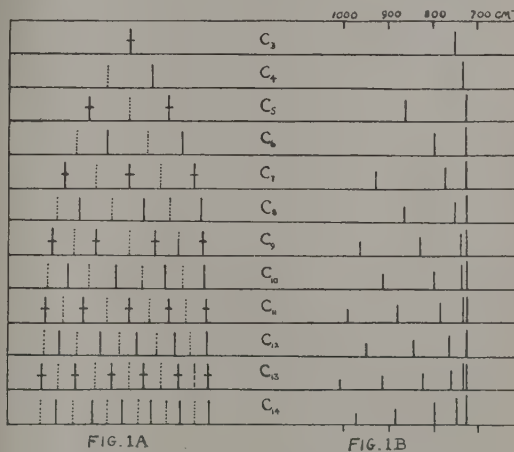 1000 900 800 700 CM⁻¹
C₃
C₄
C₅
C₆
C₇
C₈
C₉
C₁₀
C₁₁
C₁₂
C₁₃
C₁₄
FIG.1A FIG.1B